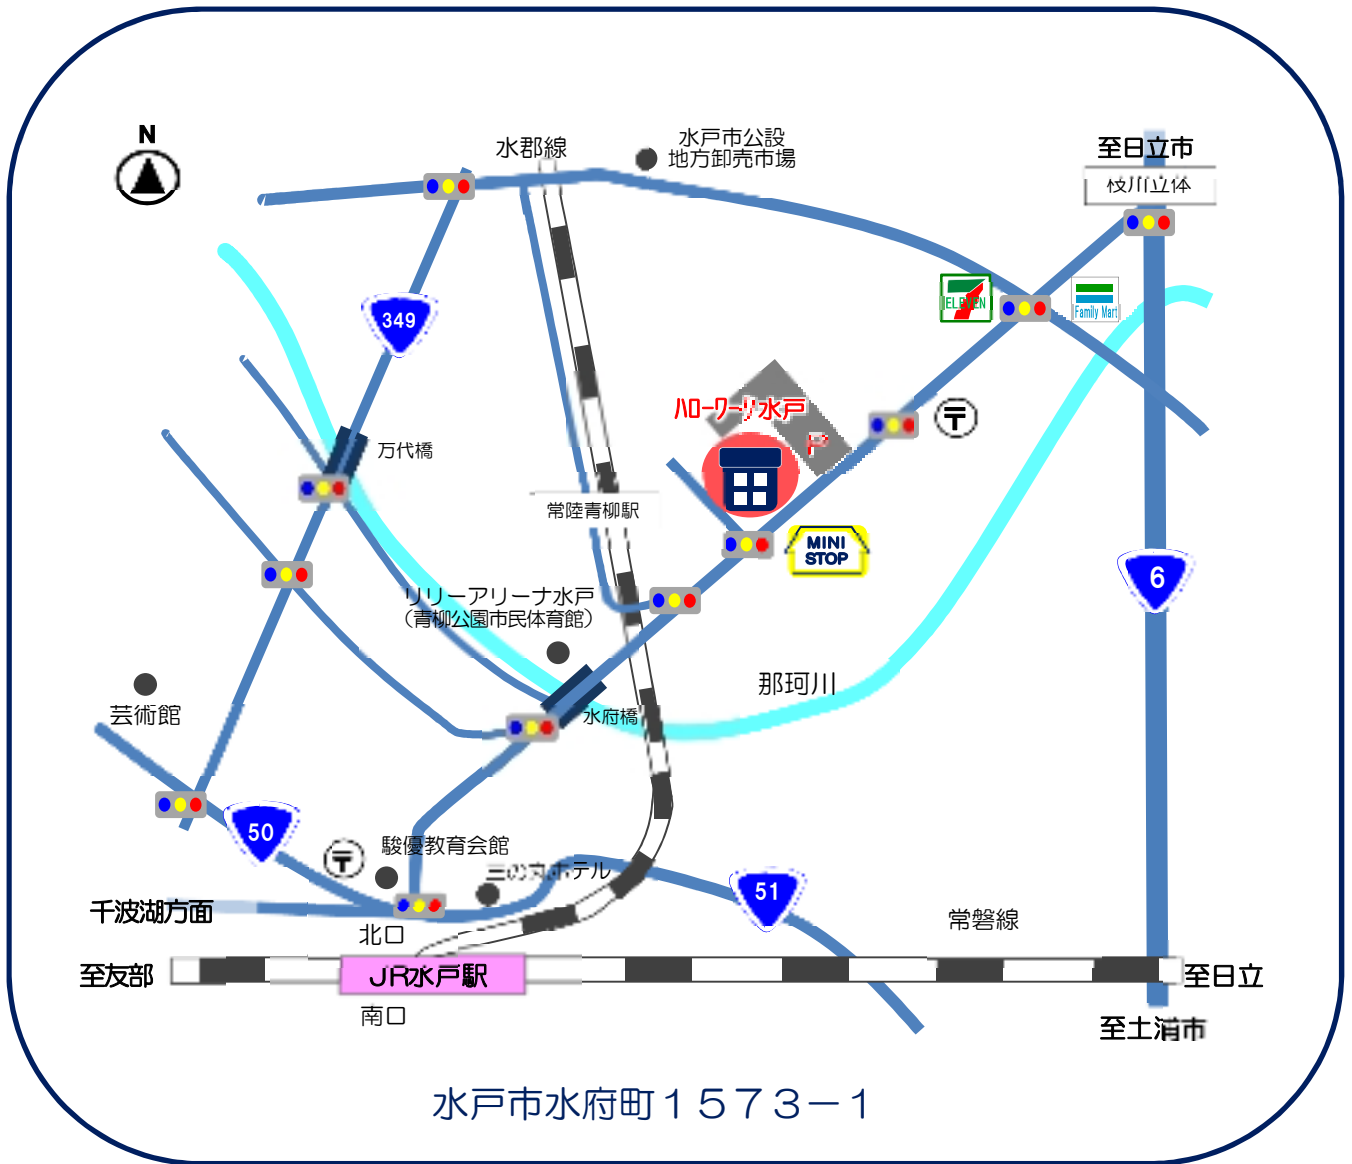 N
水郡線
水戸市公設
地方卸売市場
至日立市
枝川立体
ELEVEN
Family Mart
349
ハローワーク水戸
P
〒
万代橋
常陸青柳駅
MINI
STOP
6
リリーアリーナ水戸
（青柳公園市民体育館）
那珂川
水府橋
芸術館
50
〒
駿優教育会館
三の丸ホテル
51
千波湖方面
北口
常磐線
至友部
JR水戸駅
至日立
南口
至土浦市
水戸市水府町１５７３－１